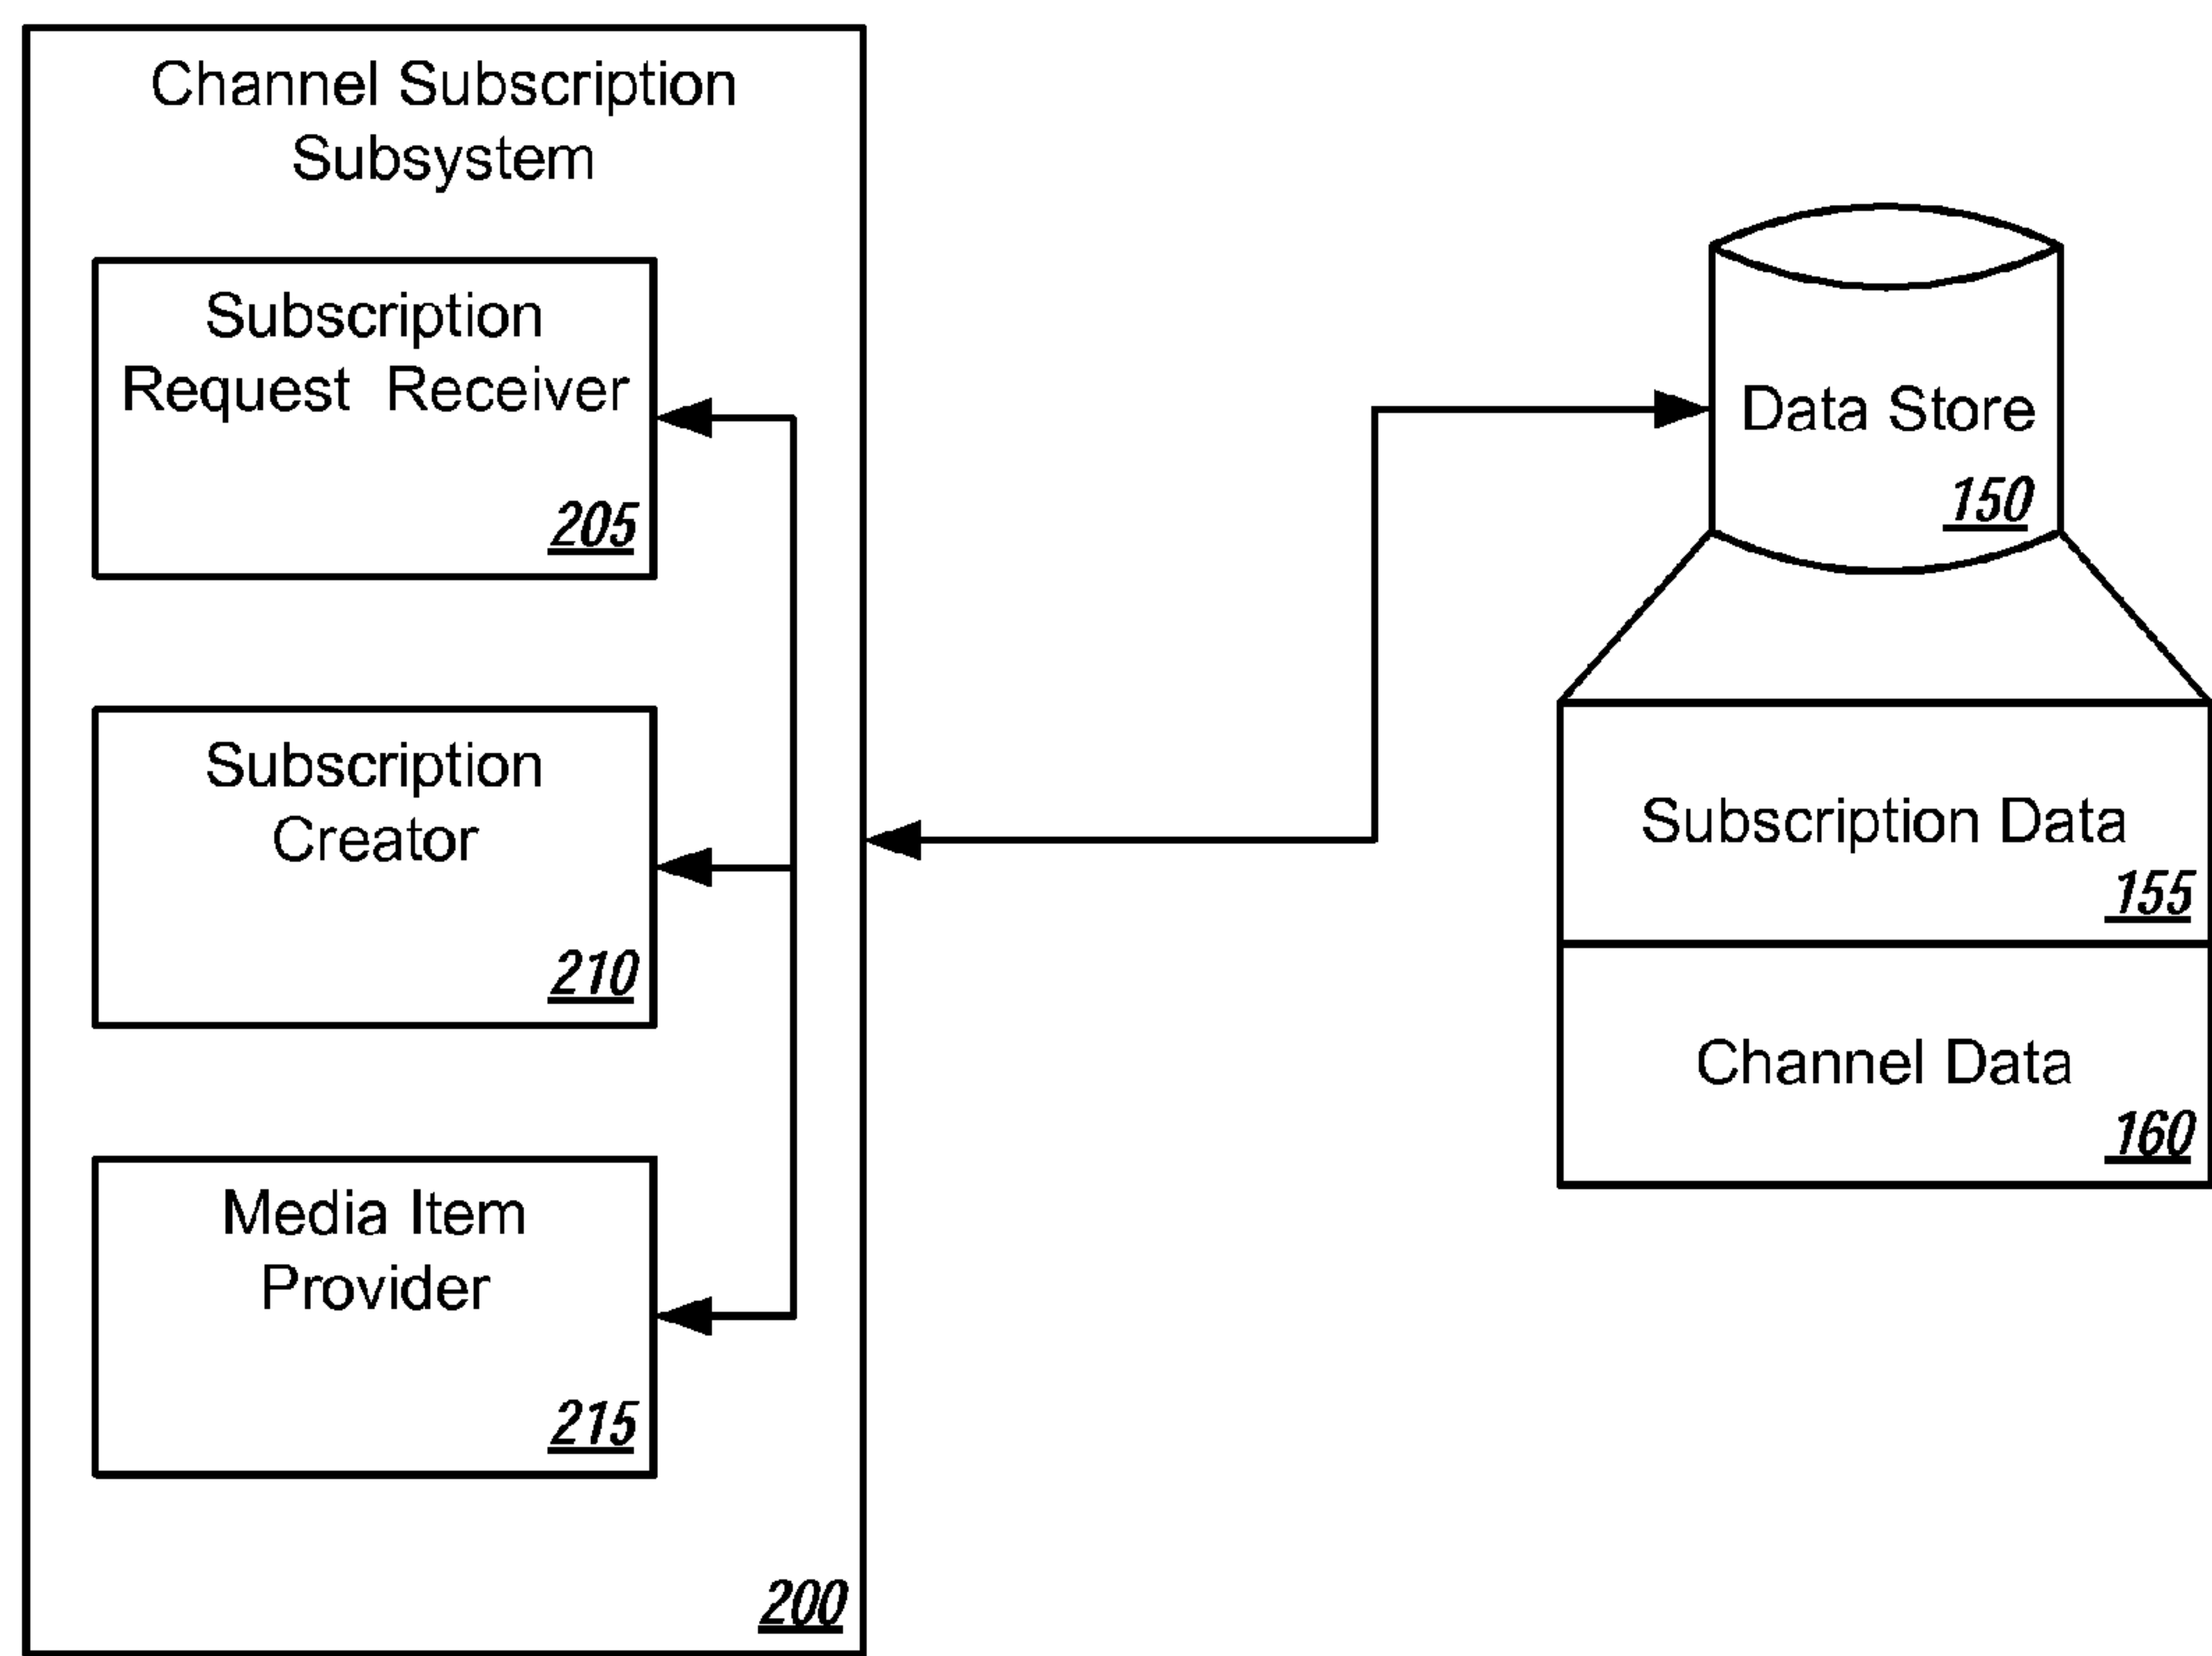 Channel Subscription
Subsystem
Subscription
Request Receiver
205
Subscription
Creator
210
Media Item
Provider
215
200
Data Store
150
Subscription Data
155
Channel Data
160